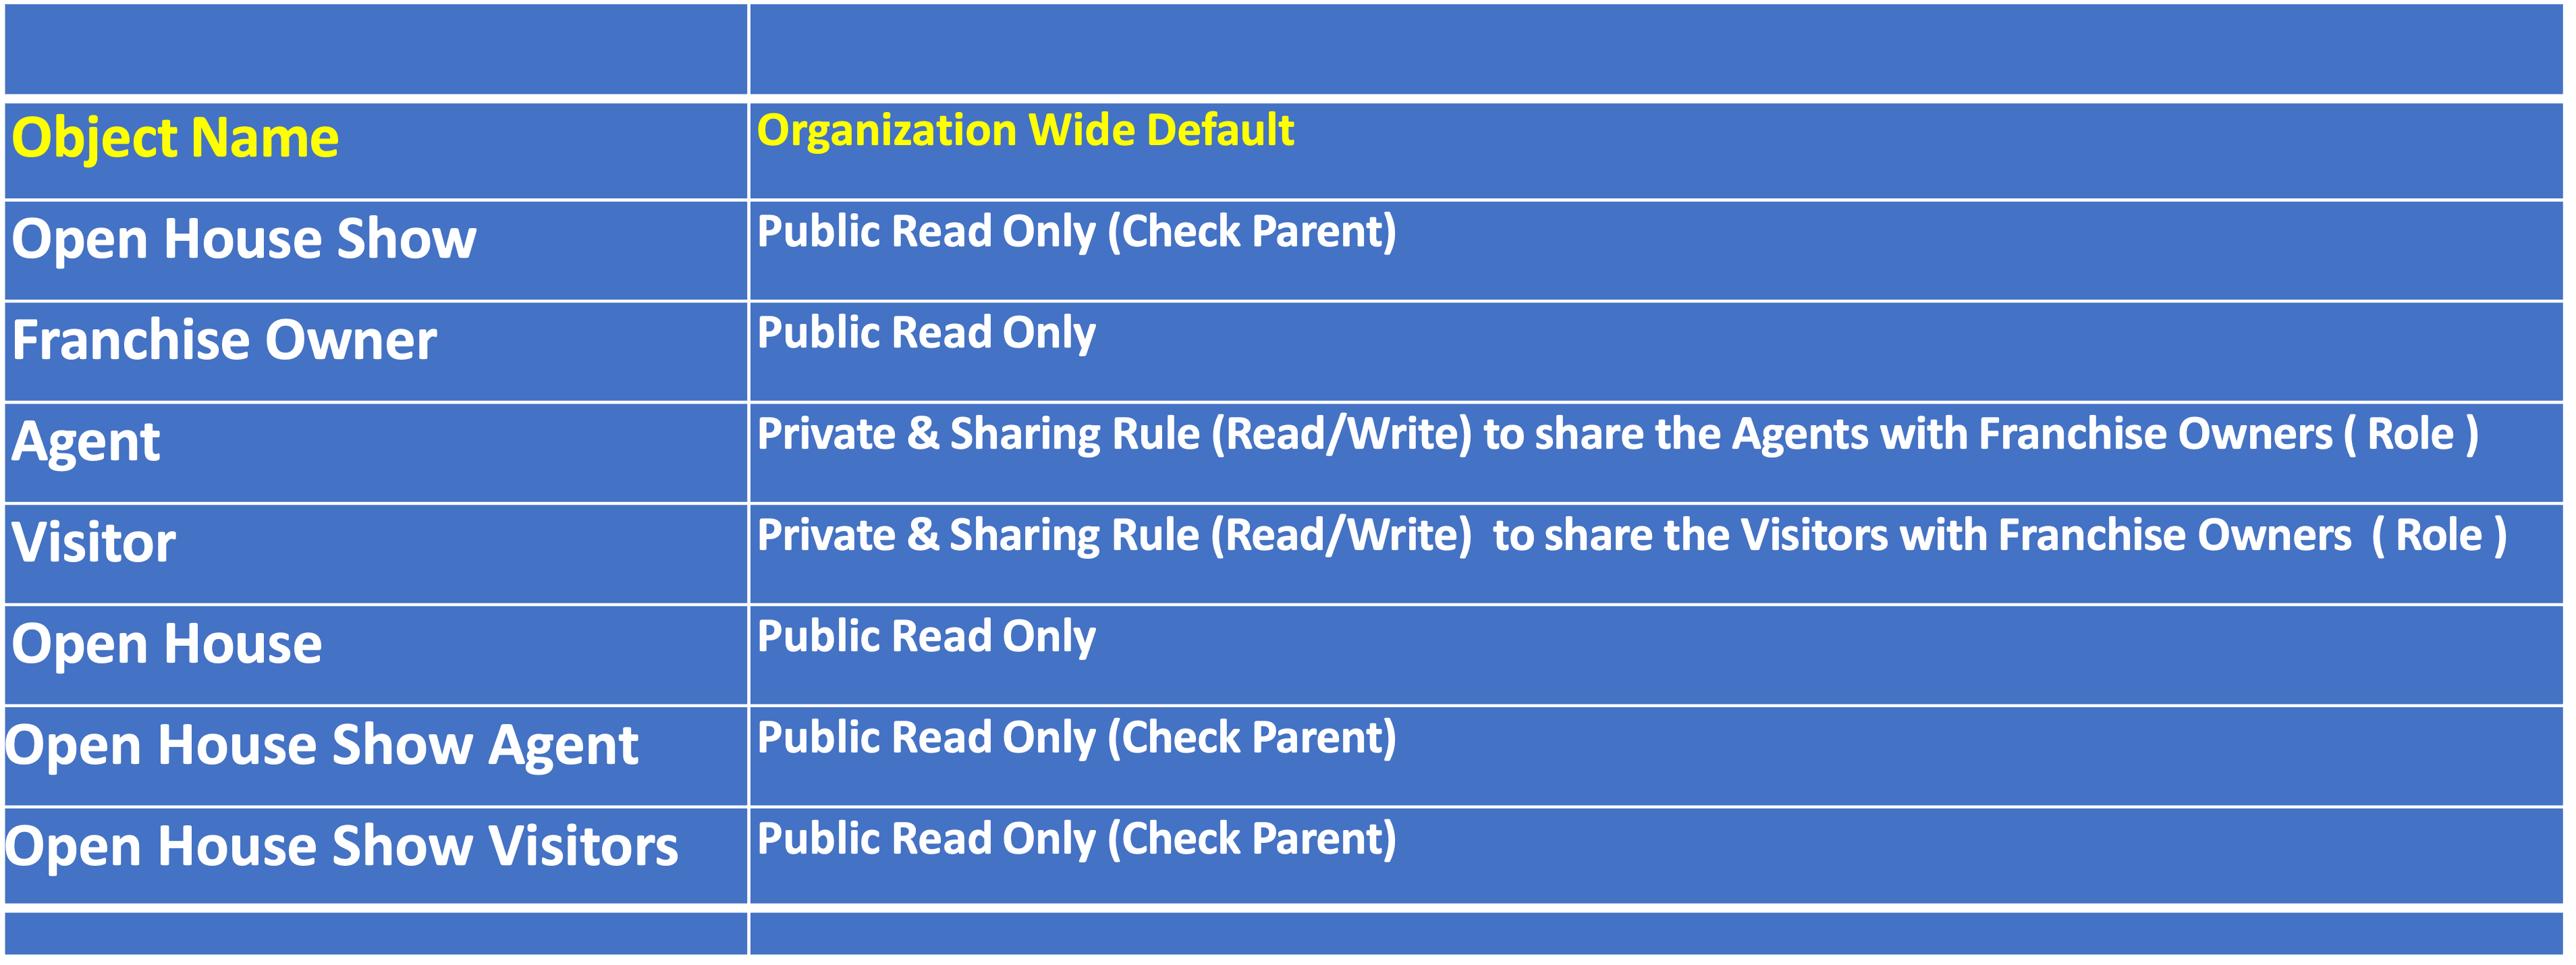 Object Name
Organization Wide Default
Open House Show
Public Read Only (Check Parent)
Franchise Owner
Public Read Only
Agent
Private & Sharing Rule (Read/Write) to share the Agents with Franchise Owners ( Role )
Visitor
Private & Sharing Rule (Read/Write)  to share the Visitors with Franchise Owners  ( Role )
Open House
Public Read Only
Open House Show Agent
Public Read Only (Check Parent)
Open House Show Visitors
Public Read Only (Check Parent)